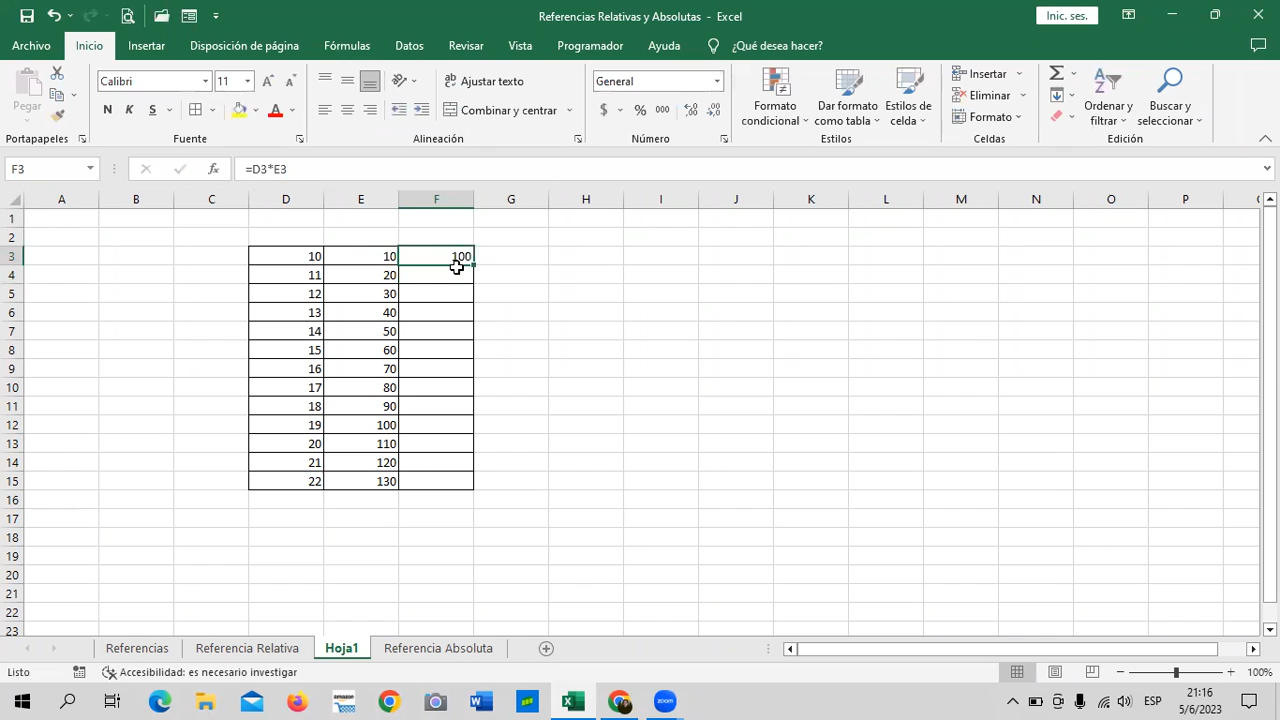 Referencias Relativas y Absolutas - Excel
Inic. ses.
Archivo Inicio Insertar Disposición de página Fórmulas Datos Revisar Vista Programador Ayuda ¿Qué desea hacer?
Pegar
Calibri 11
N K S
Ajustar texto
Combinar y centrar
General
$ % 000
Formato condicional
Dar formato como tabla
Estilos de celda
Insertar
Eliminar
Formato
Ordenar y filtrar
Buscar y seleccionar
Portapapeles Fuente Alineación Número Estilos Celdas Edición
F3 fx =D3*E3
A B C D E F G H I J K L M N O P
1
2
3 10 10 100
4 11 20
5 12 30
6 13 40
7 14 50
8 15 60
9 16 70
10 17 80
11 18 90
12 19 100
13 20 110
14 21 120
15 22 130
16
17
18
19
20
21
22
23
Referencias Referencia Relativa Hoja1 Referencia Absoluta
Listo Accesibilidad: es necesario investigar 100%
amazon ESP 21:16
zoom 5/6/2023